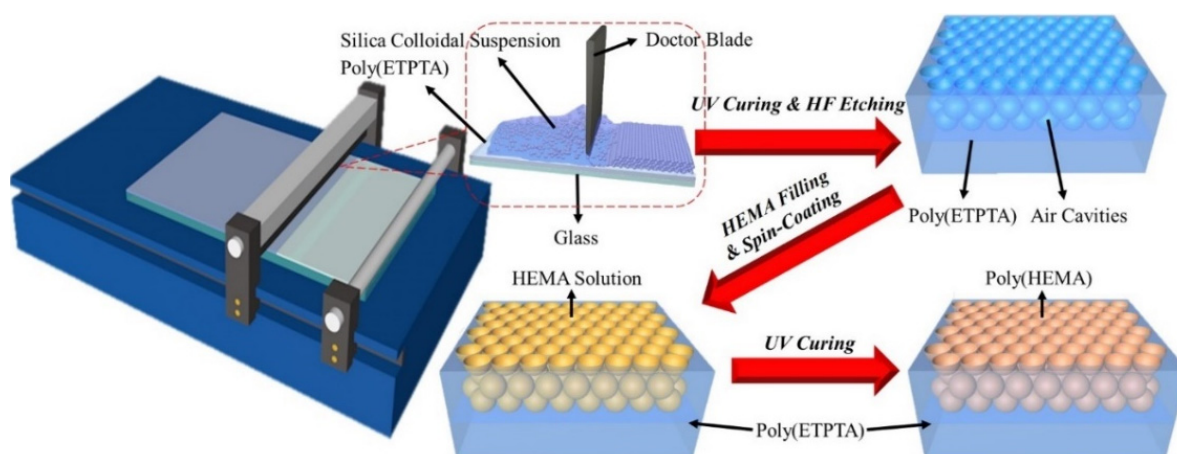 Silica Colloidal Suspension
Poly(ETPTA)
Doctor Blade
Glass
UV Curing & HF Etching
Poly(ETPTA)
Air Cavities
HEMA Filling
& Spin-Coating
HEMA Solution
UV Curing
Poly(HEMA)
Poly(ETPTA)